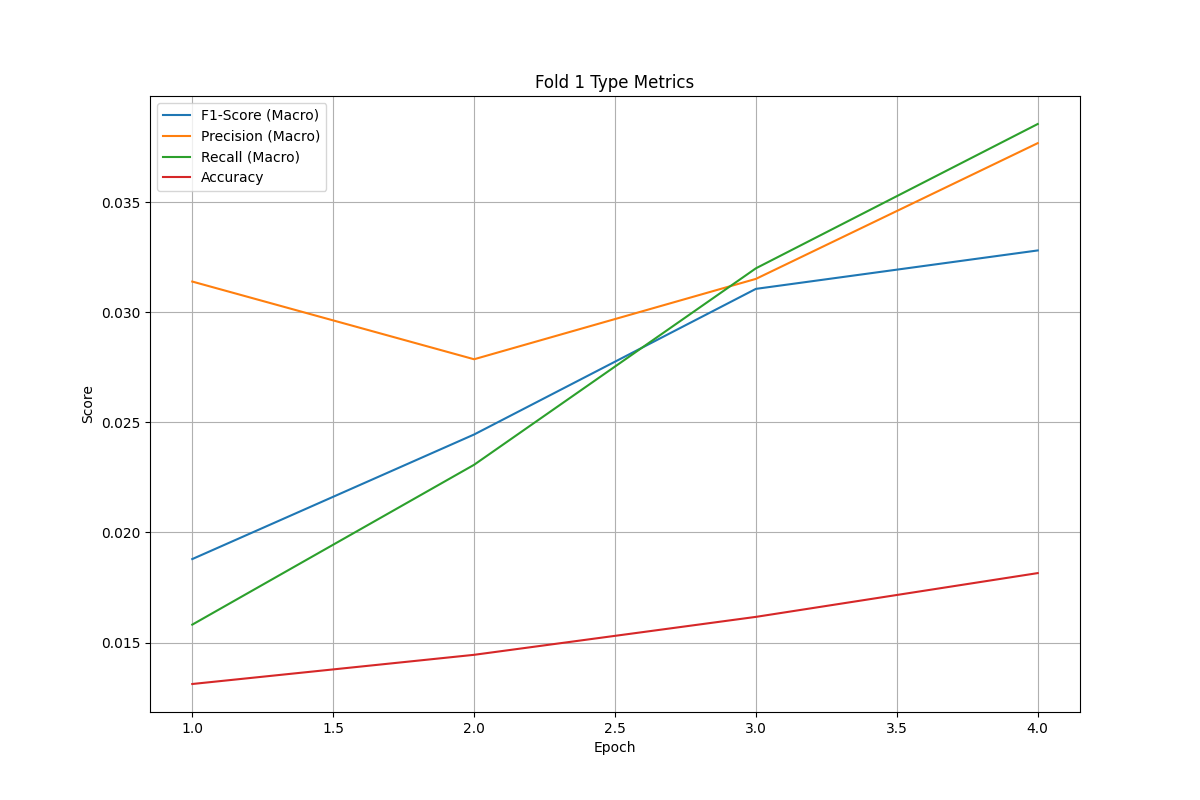 Fold 1 Type Metrics
F1-Score (Macro)
Precision (Macro)
Recall (Macro)
Accuracy
0.035
0.030
0.025
0.020
0.015
Score
1.0 1.5 2.0 2.5 3.0 3.5 4.0
Epoch